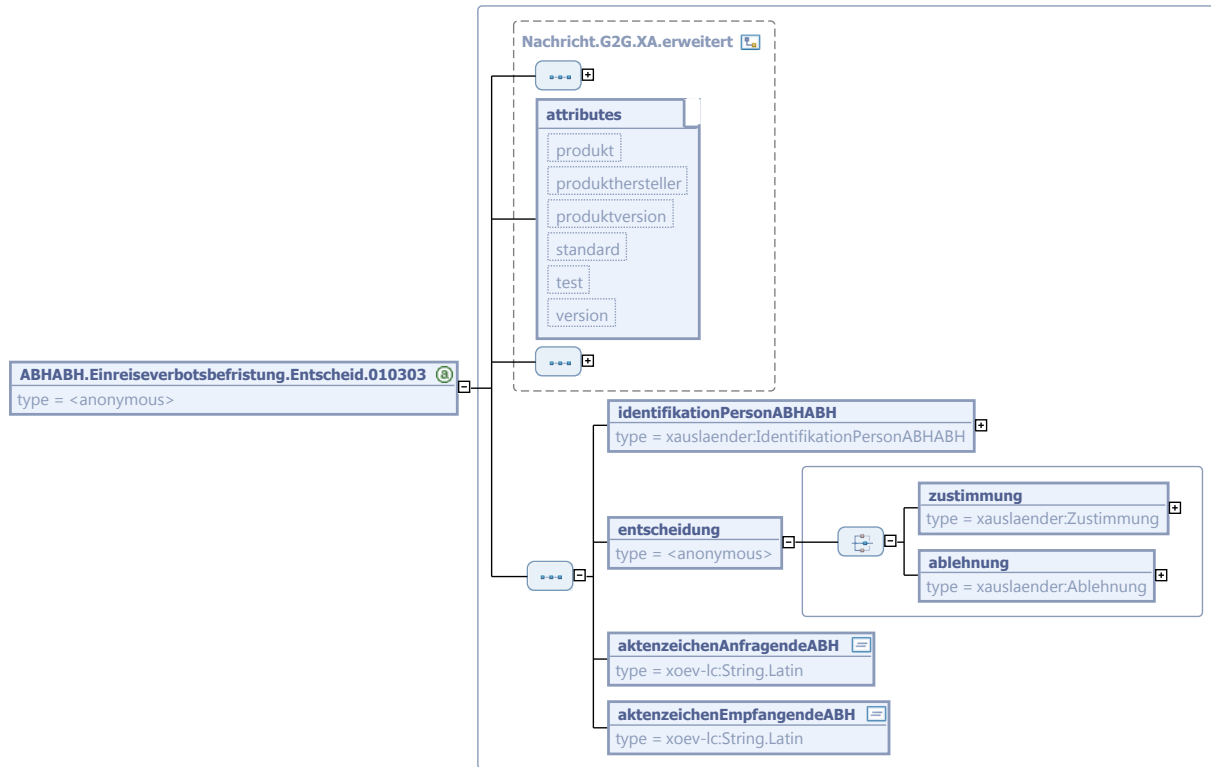 Nachricht.G2G.XA.erweitert
attributes
produkt
produkthersteller
produktversion
standard
test
version
ABHABH.Einreiseverbotsbefristung.Entscheid.010303 a
type = <anonymous>
identifikationPersonABHABH
type = xauslaender:IdentifikationPersonABHABH
entscheidung
type = <anonymous>
zustimmung
type = xauslaender:Zustimmung
ablehnung
type = xauslaender:Ablehnung
aktenzeichenAnfragendeABH
type = xoev-lc:String.Latin
aktenzeichenEmpfangendeABH
type = xoev-lc:String.Latin